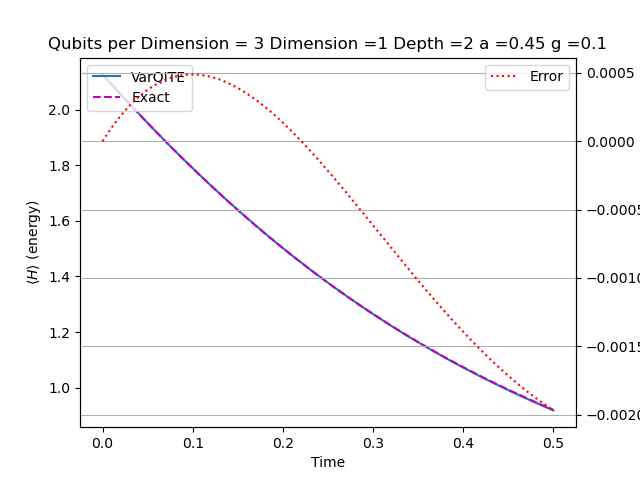 Qubits per Dimension = 3 Dimension =1 Depth =2 a =0.45 g =0.1
VarQITE
Exact
Error
2.0
1.8
1.6
1.4
1.2
1.0
⟨H⟩ (energy)
0.0005
0.0000
−0.0005
−0.0010
−0.0015
−0.0020
0.0 0.1 0.2 0.3 0.4 0.5
Time